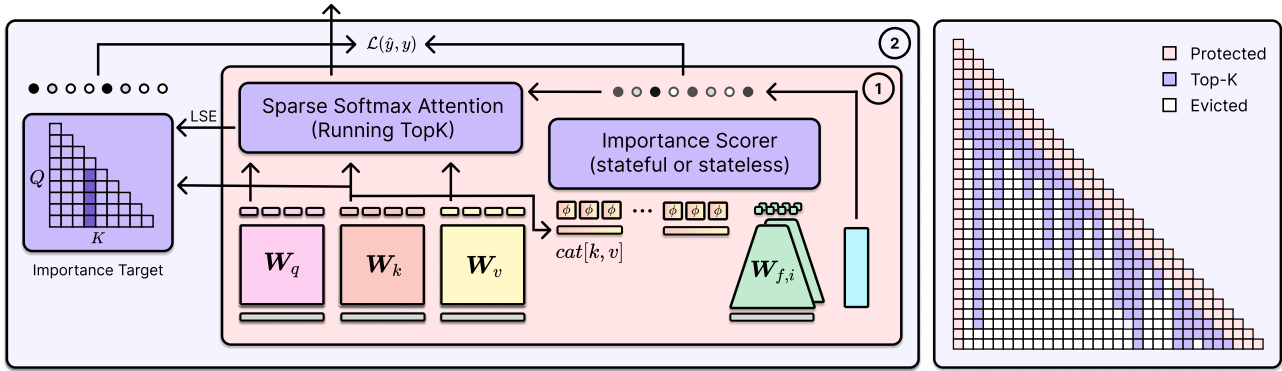 2
ℒ(ŷ, y)
1
LSE
Sparse Softmax Attention
(Running TopK)
Importance Scorer
(stateful or stateless)
Q
K
Importance Target
ϕ ϕ ϕ ... ϕ ϕ ϕ
cat[k, v]
W_q
W_k
W_v
W_{f,i}
Protected
Top-K
Evicted